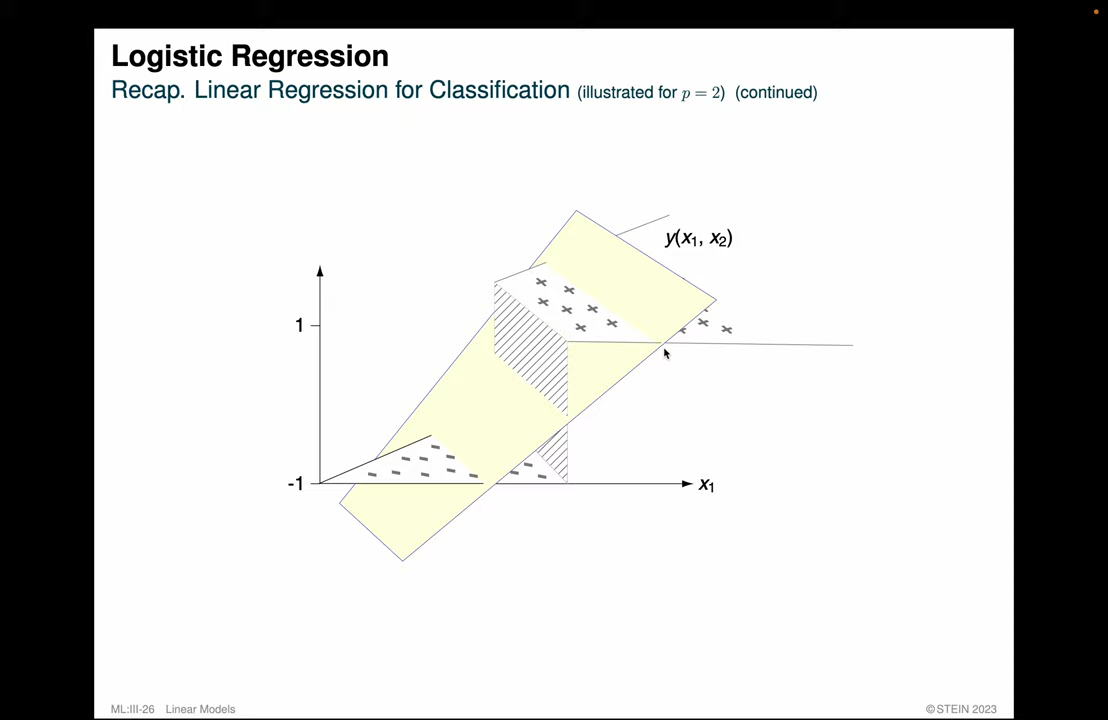 Logistic Regression
Recap. Linear Regression for Classification (illustrated for p = 2) (continued)
y(x₁, x₂)
1
-1
x₁
ML:III-26 Linear Models
©STEIN 2023